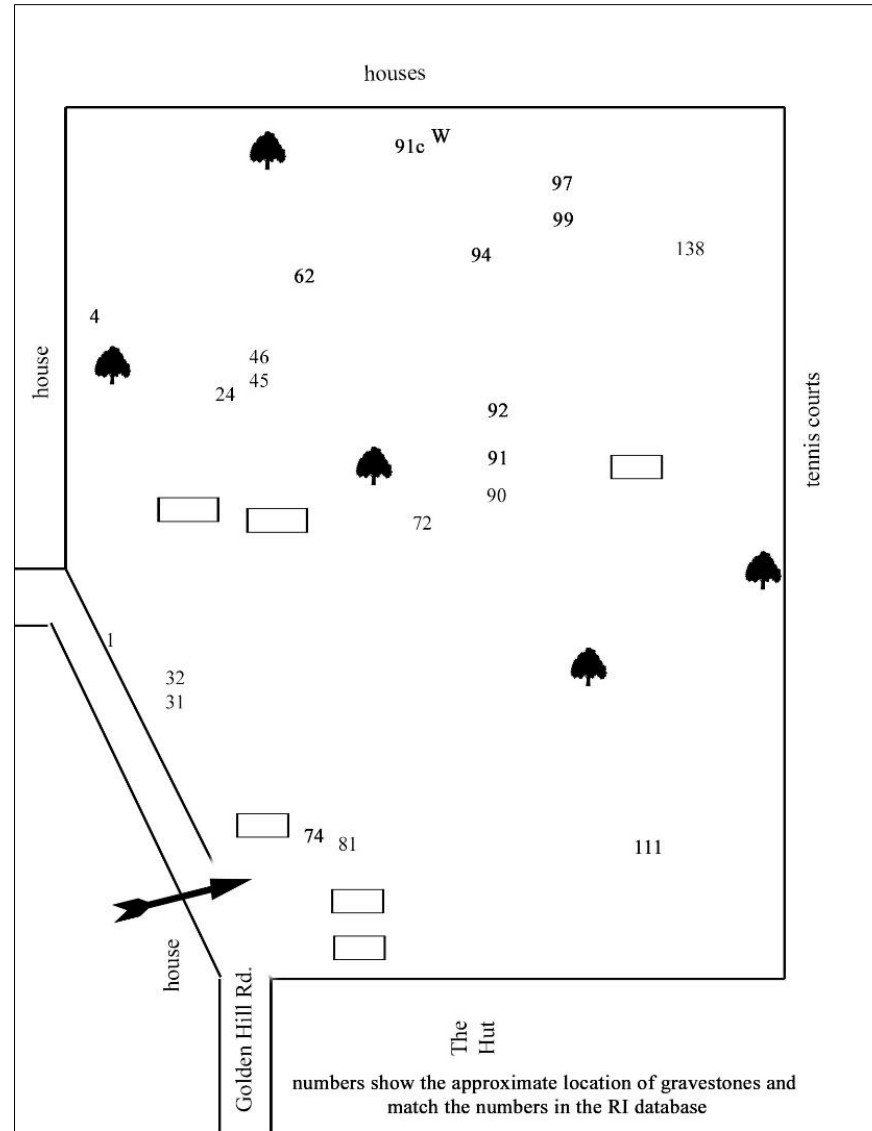 houses
91c W
97
99
138
94
62
4
46
45
24
92
91
90
72
house
tennis courts
1
32
31
74
81
111
house
Golden Hill Rd.
The
Hut
numbers show the approximate location of gravestones and
match the numbers in the RI database